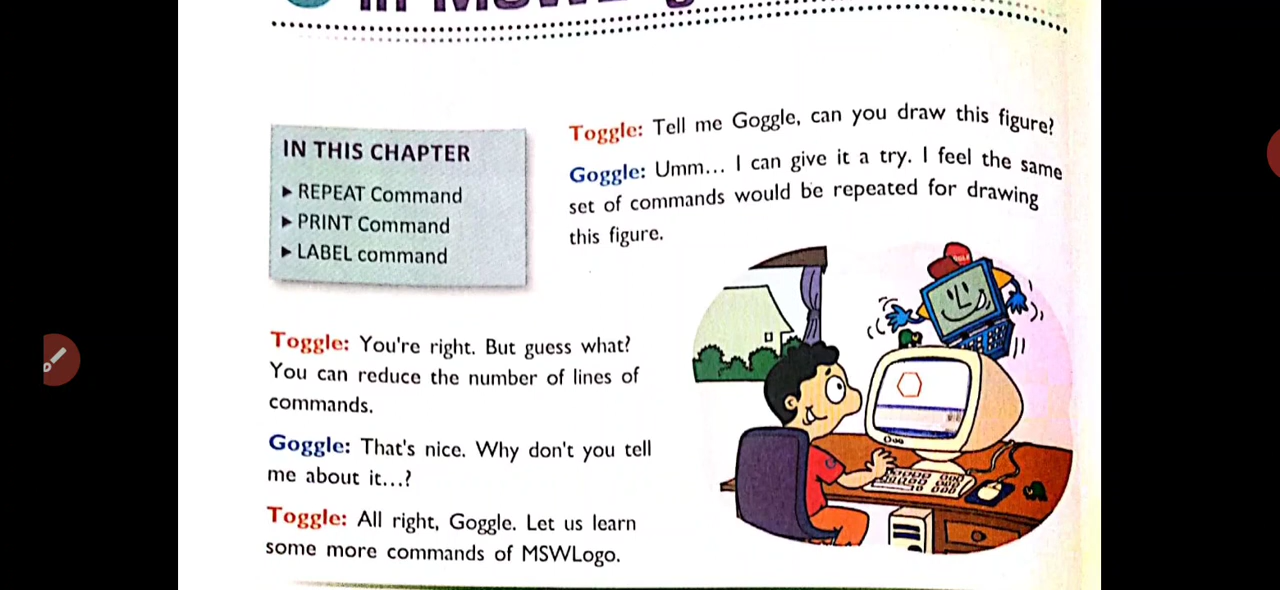 IN THIS CHAPTER
▶ REPEAT Command
▶ PRINT Command
▶ LABEL command
Toggle: Tell me Goggle, can you draw this figure?
Goggle: Umm... I can give it a try. I feel the same
set of commands would be repeated for drawing
this figure.
Toggle: You're right. But guess what?
You can reduce the number of lines of
commands.
Goggle: That's nice. Why don't you tell
me about it...?
Toggle: All right, Goggle. Let us learn
some more commands of MSWLogo.